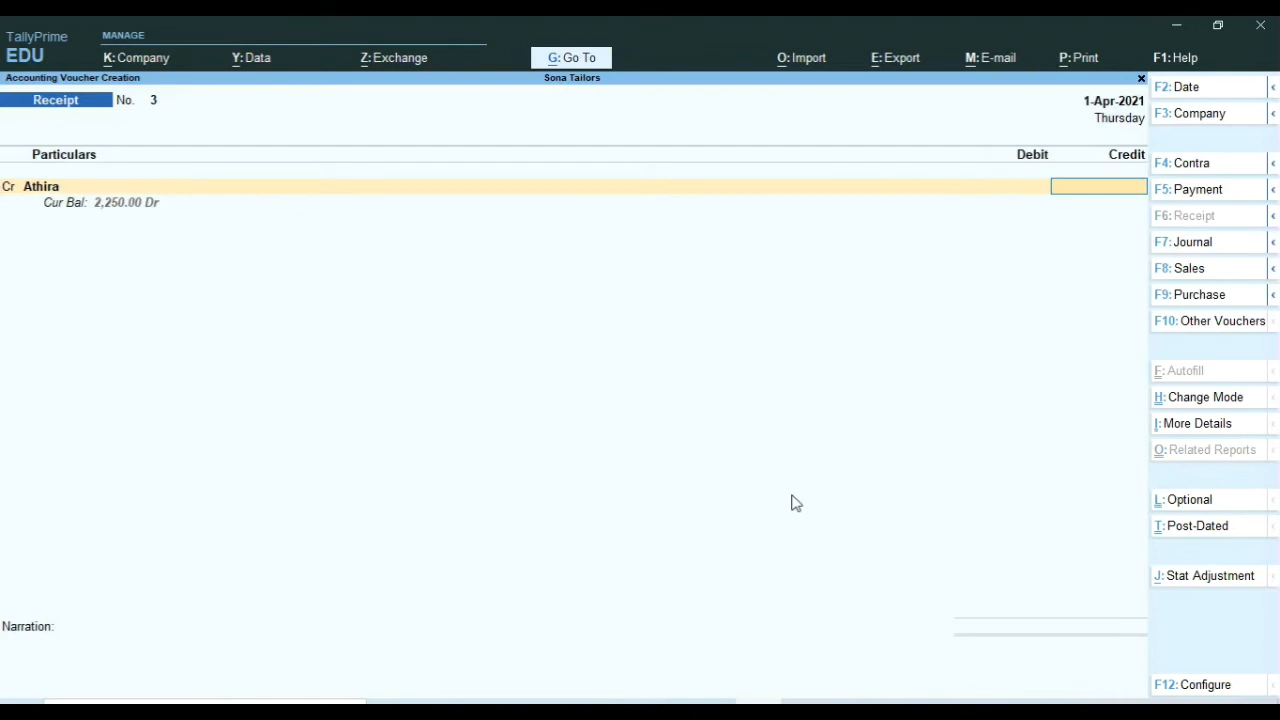 TallyPrime
EDU
MANAGE
K: Company
Y: Data
Z: Exchange
G: Go To
O: Import
E: Export
M: E-mail
P: Print
F1: Help
Accounting Voucher Creation
Sona Tailors
Receipt No. 3
1-Apr-2021
Thursday
Particulars Debit Credit
Cr Athira
Cur Bal: 2,250.00 Dr
Narration:
F2: Date
F3: Company
F4: Contra
F5: Payment
F6: Receipt
F7: Journal
F8: Sales
F9: Purchase
F10: Other Vouchers
F: Autofill
H: Change Mode
I: More Details
O: Related Reports
L: Optional
T: Post-Dated
J: Stat Adjustment
F12: Configure